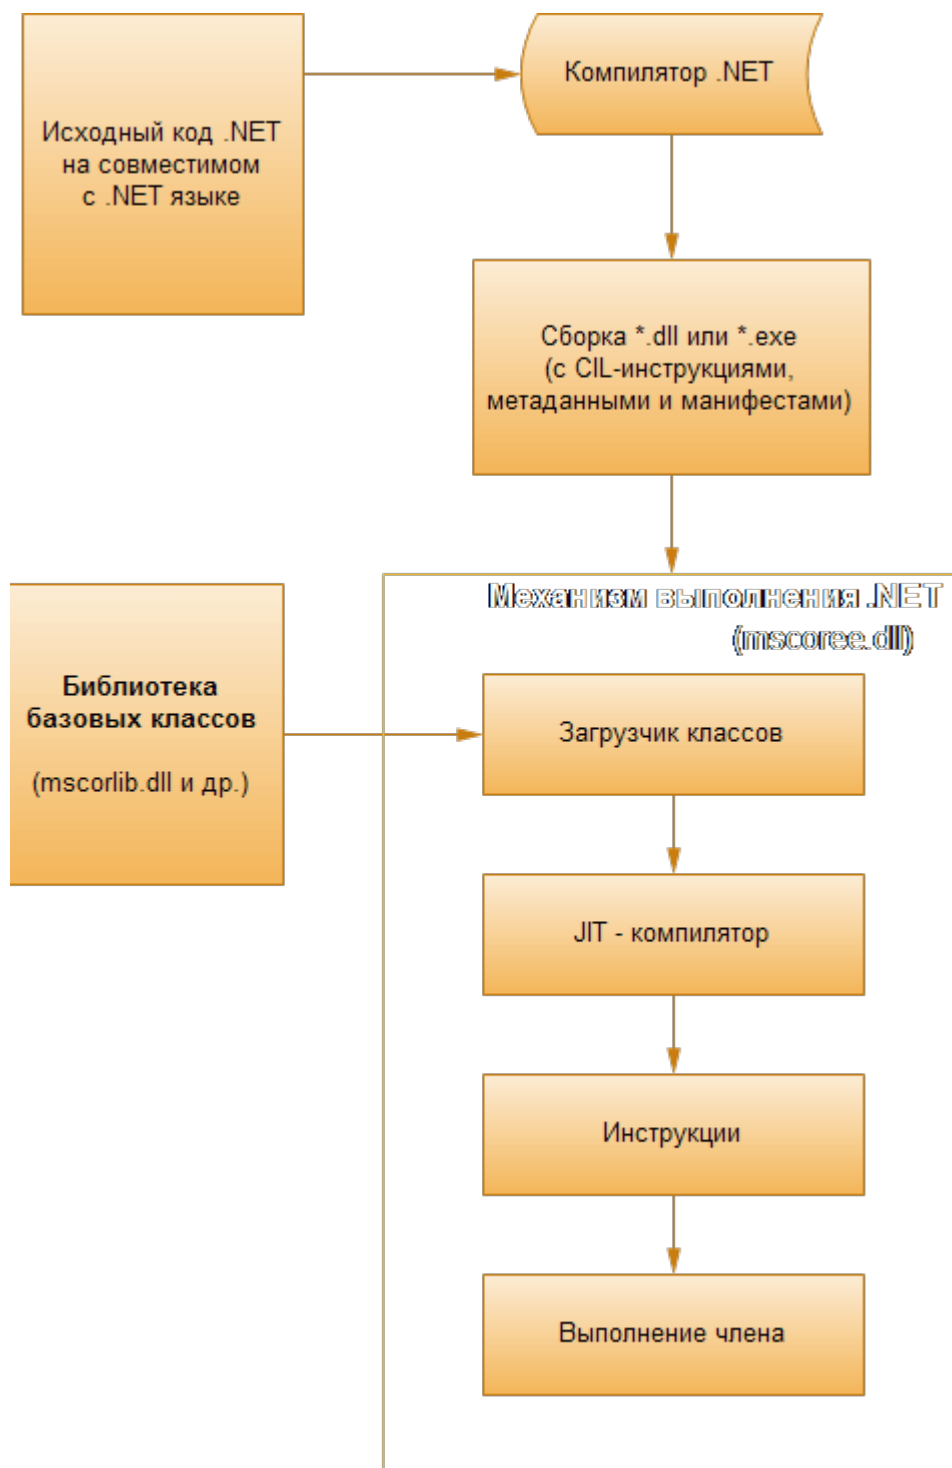 Исходный код .NET
на совместимом
с .NET языке
Компилятор .NET
Сборка *.dll или *.exe
(с CIL-инструкциями,
метаданными и манифестами)
Механизм выполнения .NET
(mscoree.dll)
Библиотека
базовых классов
(mscorlib.dll и др.)
Загрузчик классов
JIT - компилятор
Инструкции
Выполнение члена